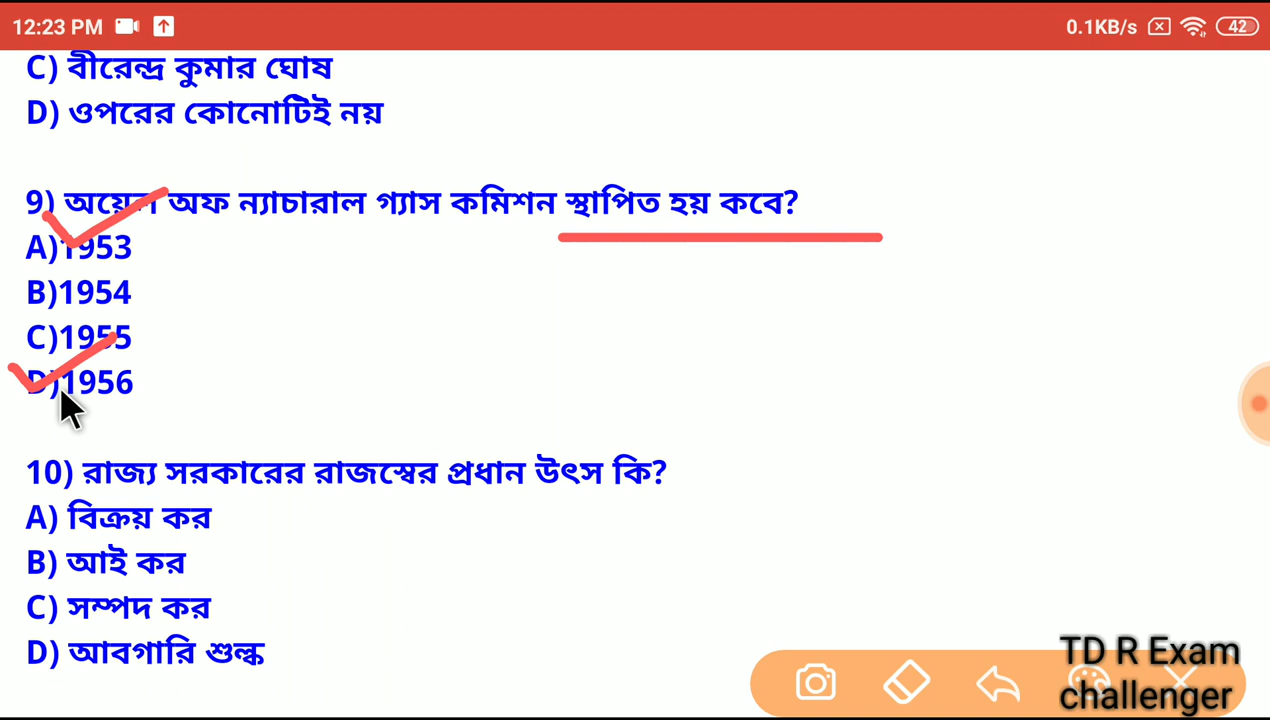 12:23 PM
0.1KB/s
42
C) বীরেন্দ্র কুমার ঘোষ
D) ওপরের কোনোটিই নয়
9) অয়েল অফ ন্যাচারাল গ্যাস কমিশন স্থাপিত হয় কবে?
A)1953
B)1954
C)1955
D)1956
10) রাজ্য সরকারের রাজস্বের প্রধান উৎস কি?
A) বিক্রয় কর
B) আই কর
C) সম্পদ কর
D) আবগারি শুল্ক
TD R Exam
challenger